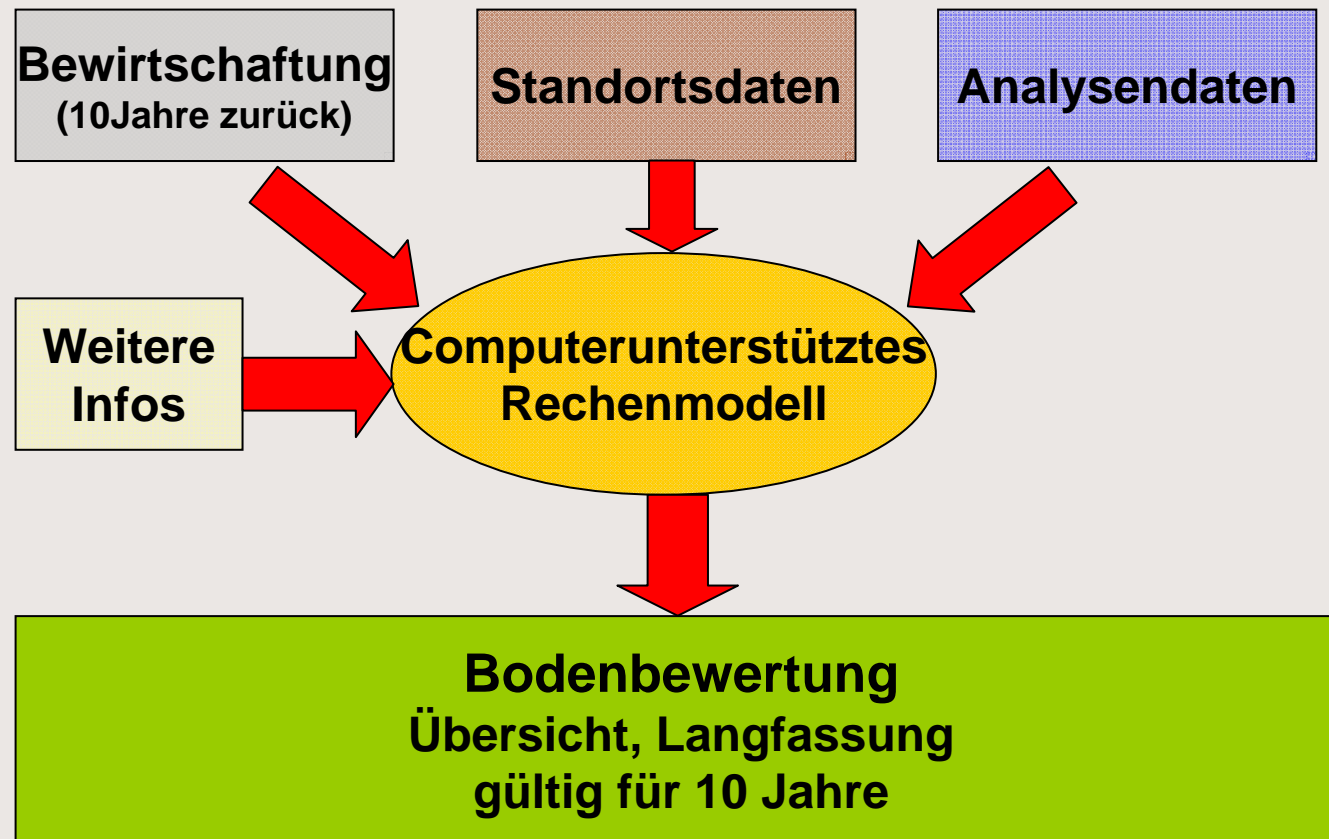 Bewirtschaftung
(10Jahre zurück)
Standortsdaten
Analysendaten
Weitere
Infos
Computerunterstütztes
Rechenmodell
Bodenbewertung
Übersicht, Langfassung
gültig für 10 Jahre